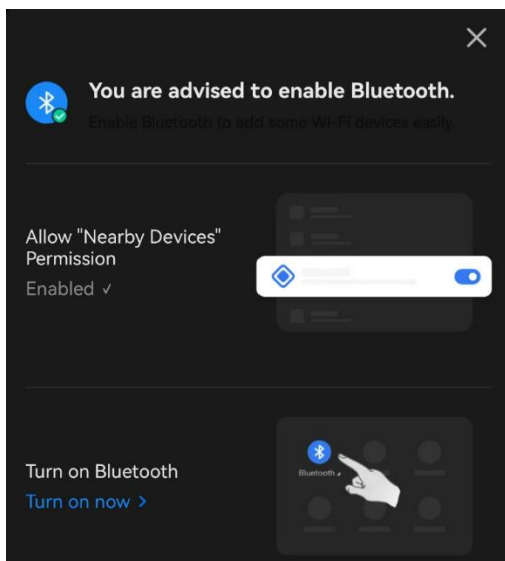 You are advised to enable Bluetooth.
Enable Bluetooth to add some Wi-Fi devices easily.
Allow "Nearby Devices"
Permission
Enabled ✓
Turn on Bluetooth
Turn on now >
Bluetooth